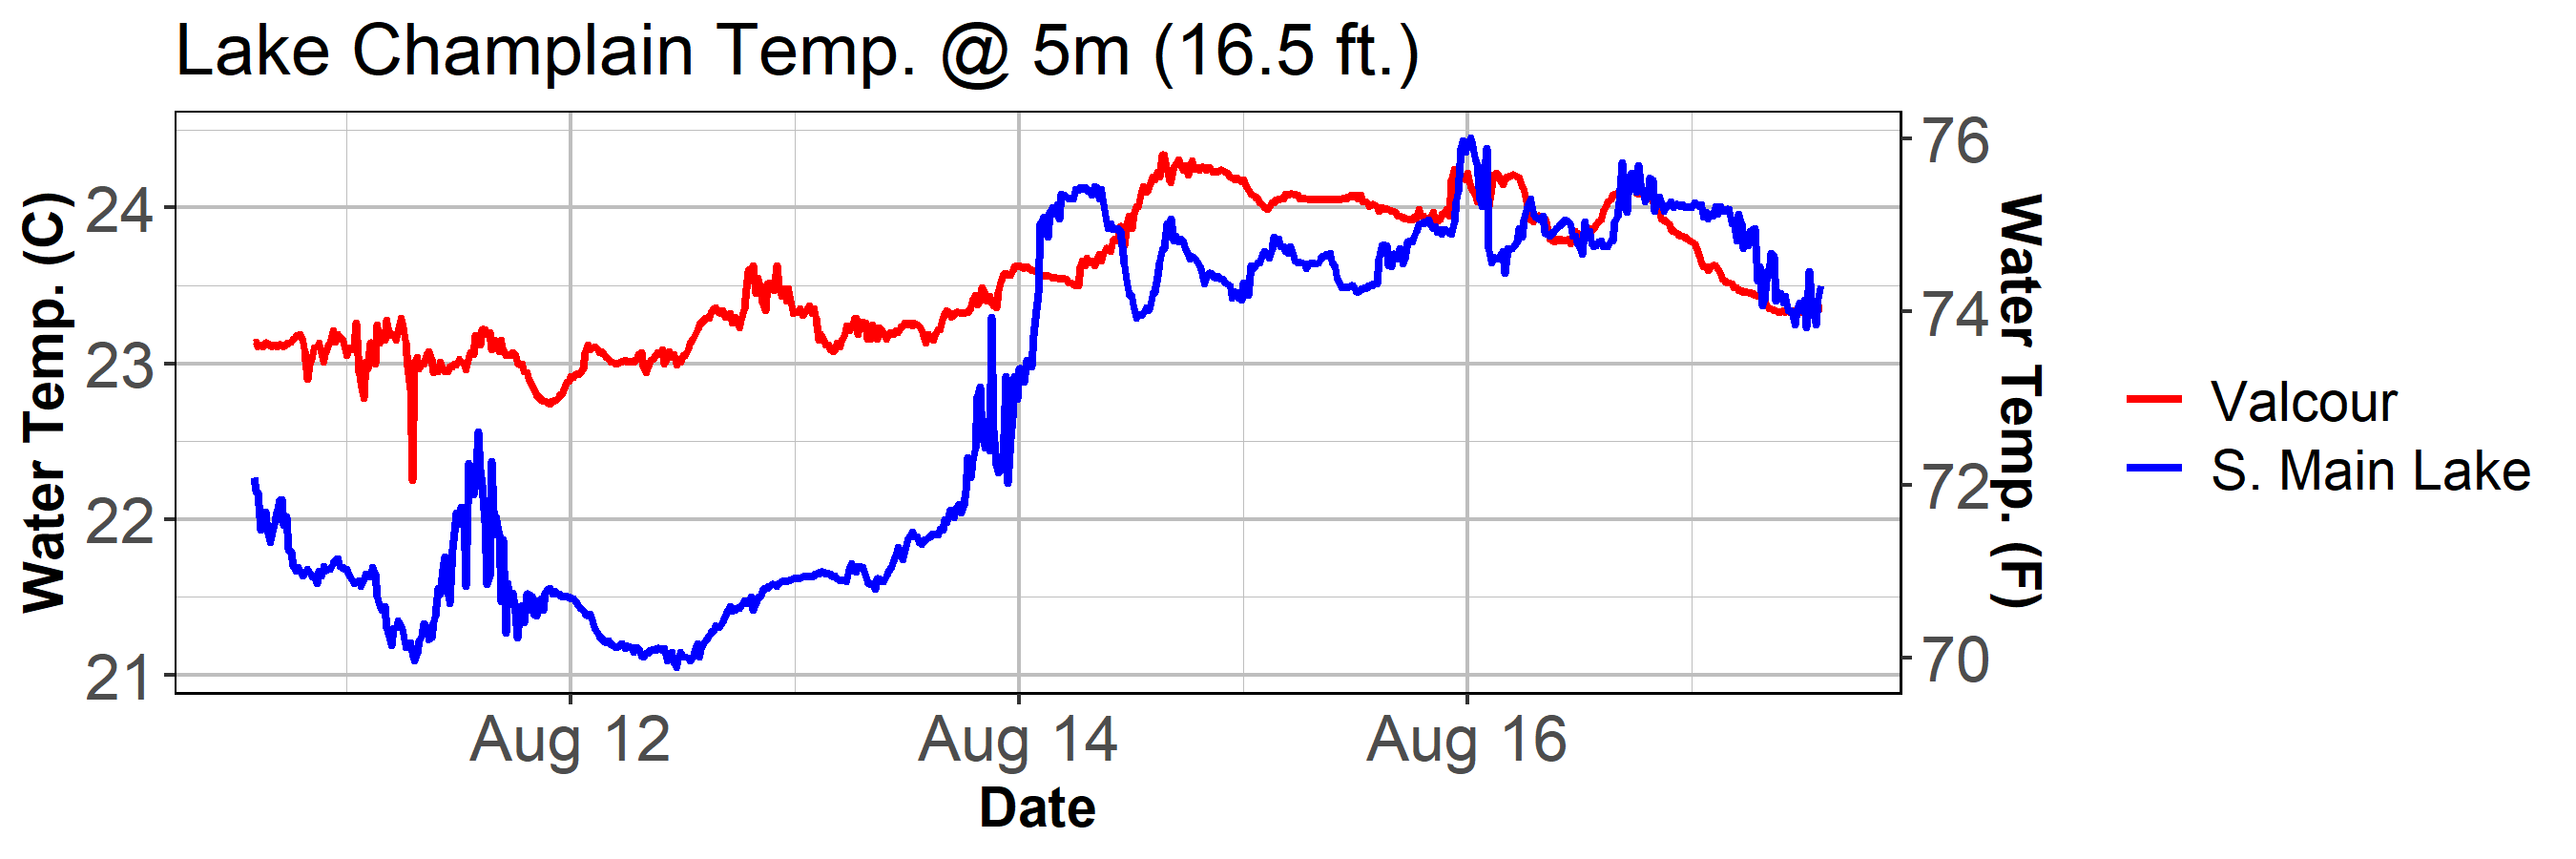 Lake Champlain Temp. @ 5m (16.5 ft.)
Water Temp. (C)
24
23
22
21
76
74
72
70
Water Temp. (F)
Aug 12
Aug 14
Aug 16
Date
Valcour
S. Main Lake